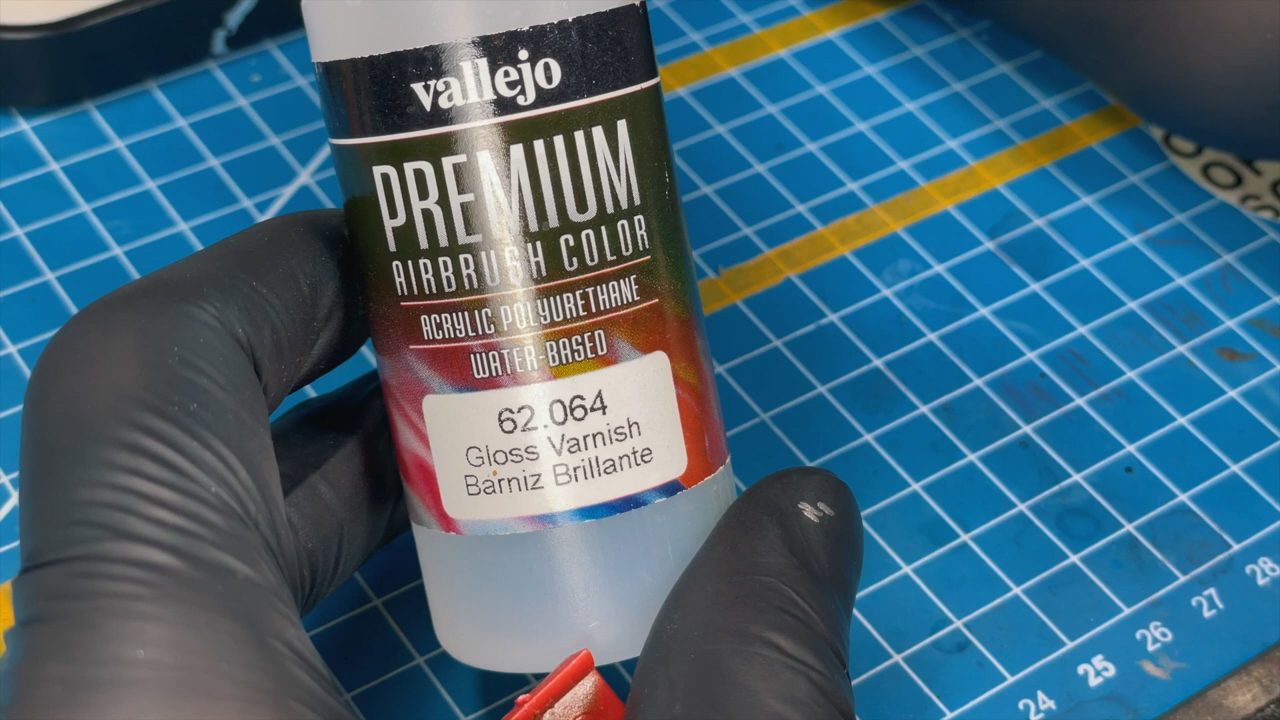 vallejo
PREMIUM
AIRBRUSH COLOR
ACRYLIC POLYURETHANE
WATER-BASED
62.064
Gloss Varnish
Barniz Brillante
24 25 26 27 28